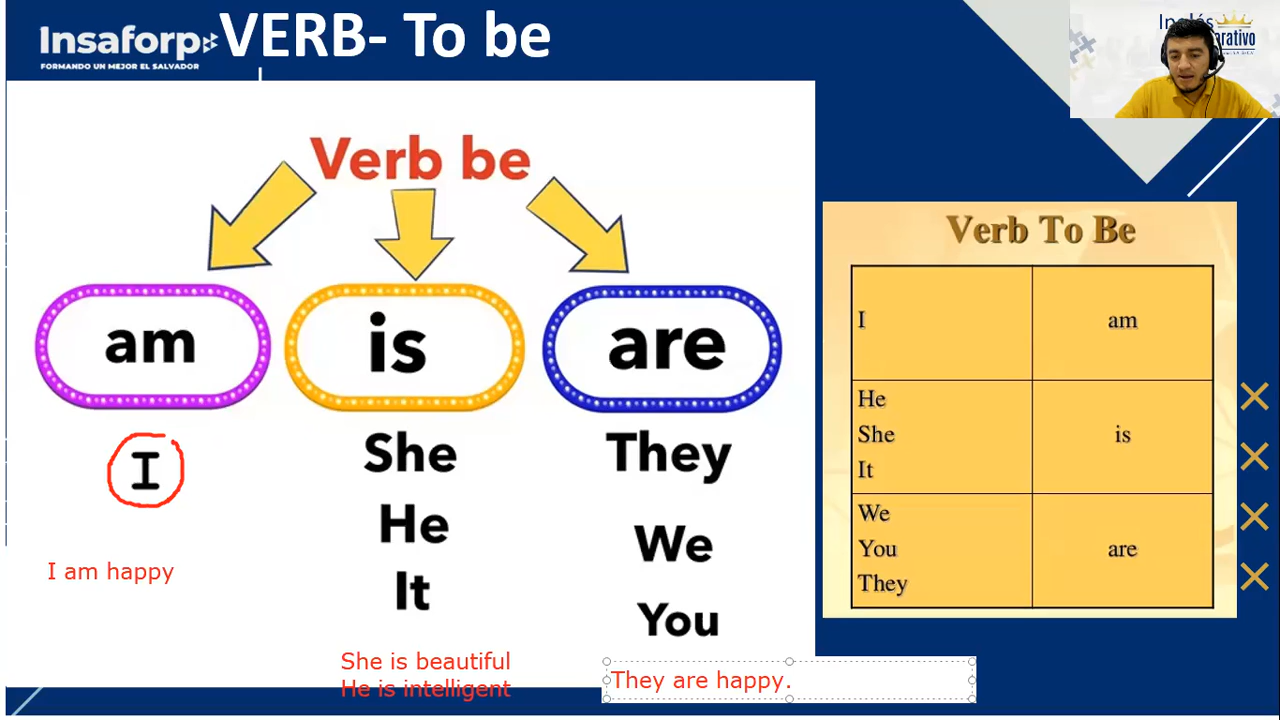 Insaforp
FORMANDO UN MEJOR EL SALVADOR
VERB- To be
Inglés
Verb be
am
is
are
I
She
He
It
They
We
You
I am happy
She is beautiful
He is intelligent
They are happy.
Verb To Be
I am
He
She is
It
We
You are
They